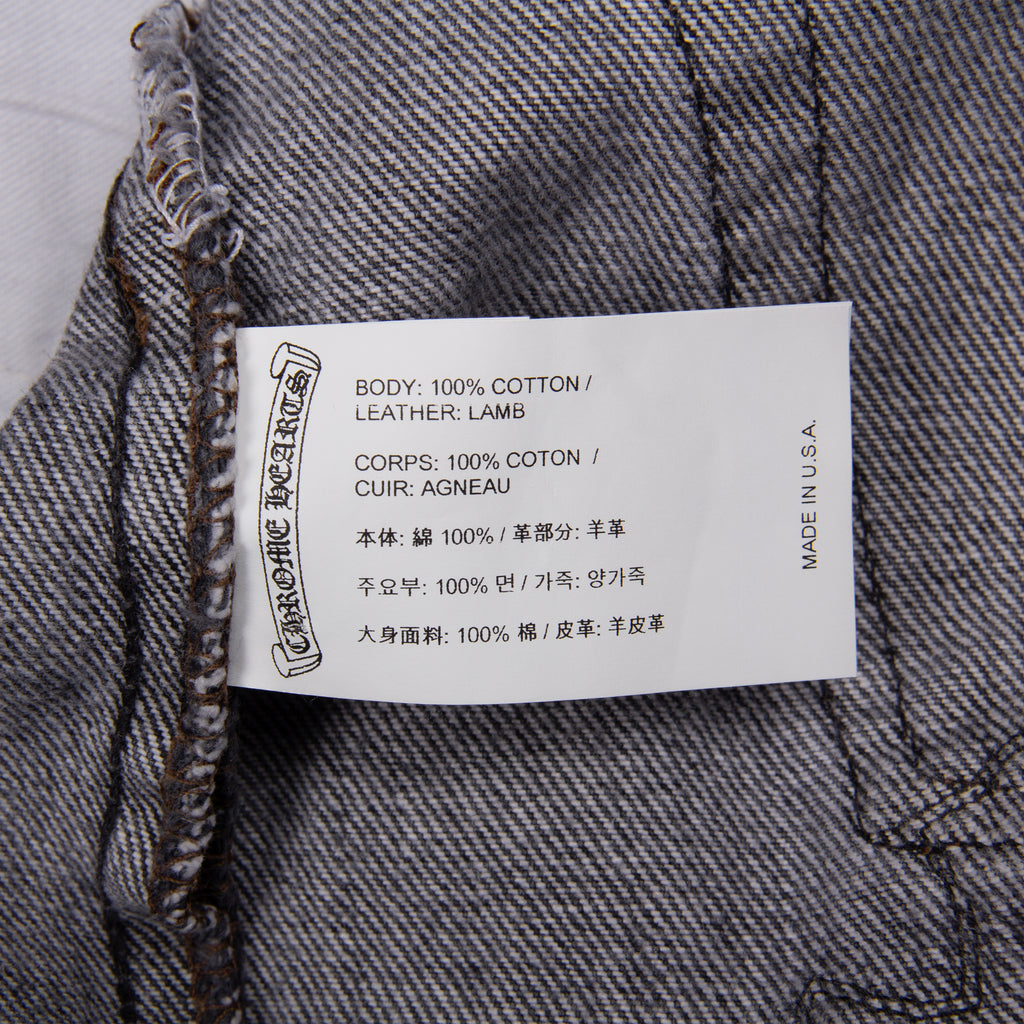 CHROME HEARTS
BODY: 100% COTTON /
LEATHER: LAMB
CORPS: 100% COTON /
CUIR: AGNEAU
本体: 綿 100% / 革部分: 羊革
주요부: 100% 면 / 가죽: 양가죽
大身面料: 100% 棉 / 皮革: 羊皮革
MADE IN U.S.A.